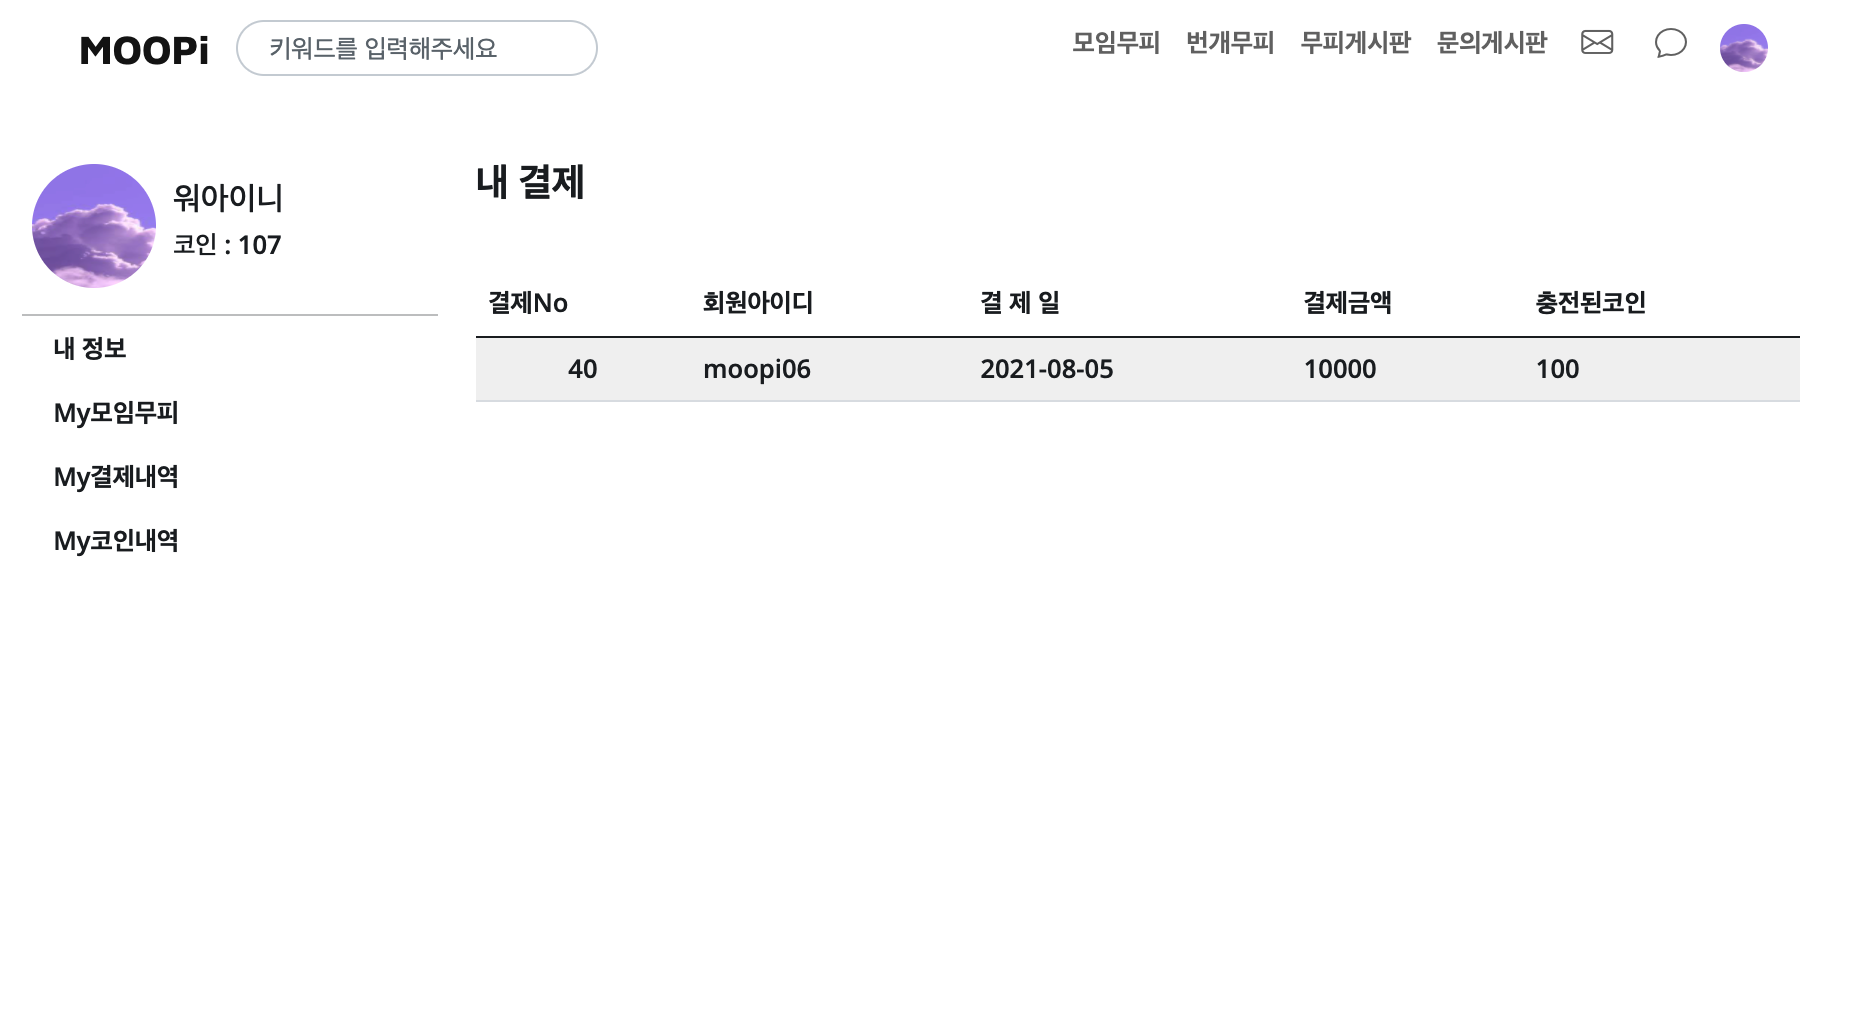 MOOPi 키워드를 입력해주세요 모임무피 번개무피 무피게시판 문의게시판
워아이니
코인 : 107
내 정보
My모임무피
My결제내역
My코인내역
내 결제
결제No 회원아이디 결 제 일 결제금액 충전된코인
40 moopi06 2021-08-05 10000 100